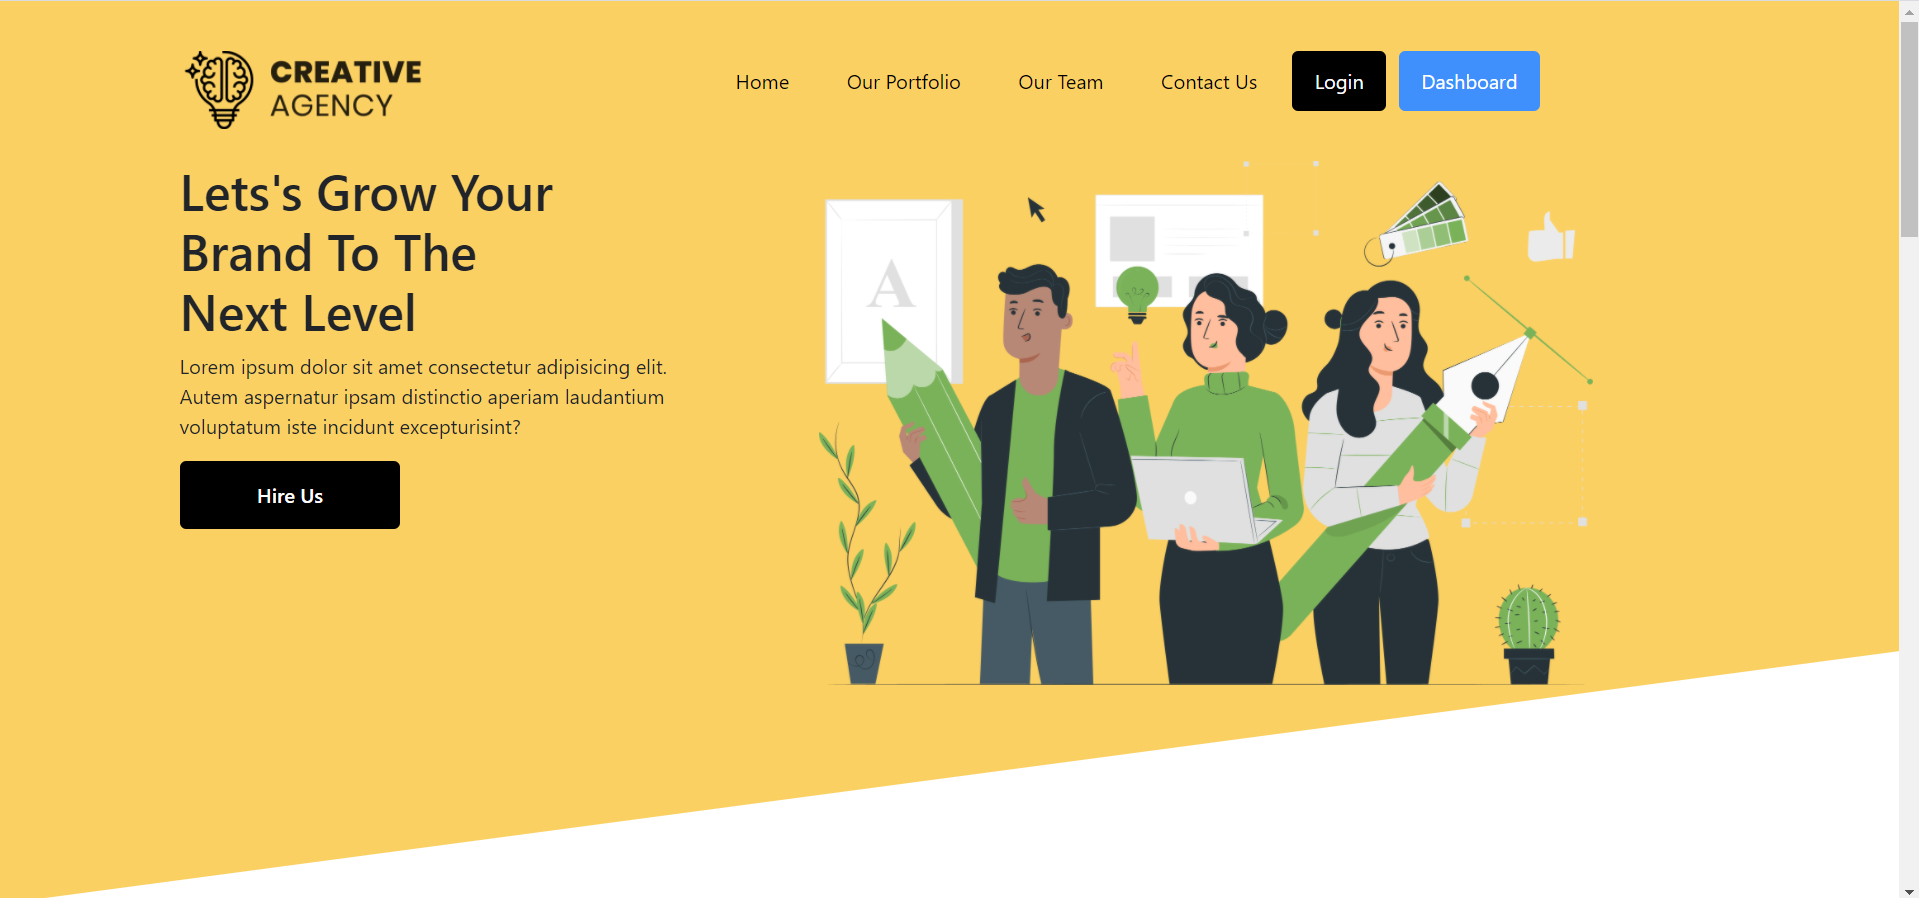 CREATIVE
AGENCY
Home Our Portfolio Our Team Contact Us Login Dashboard
Lets's Grow Your
Brand To The
Next Level
Lorem ipsum dolor sit amet consectetur adipisicing elit.
Autem aspernatur ipsam distinctio aperiam laudantium
voluptatum iste incidunt excepturisint?
Hire Us
A